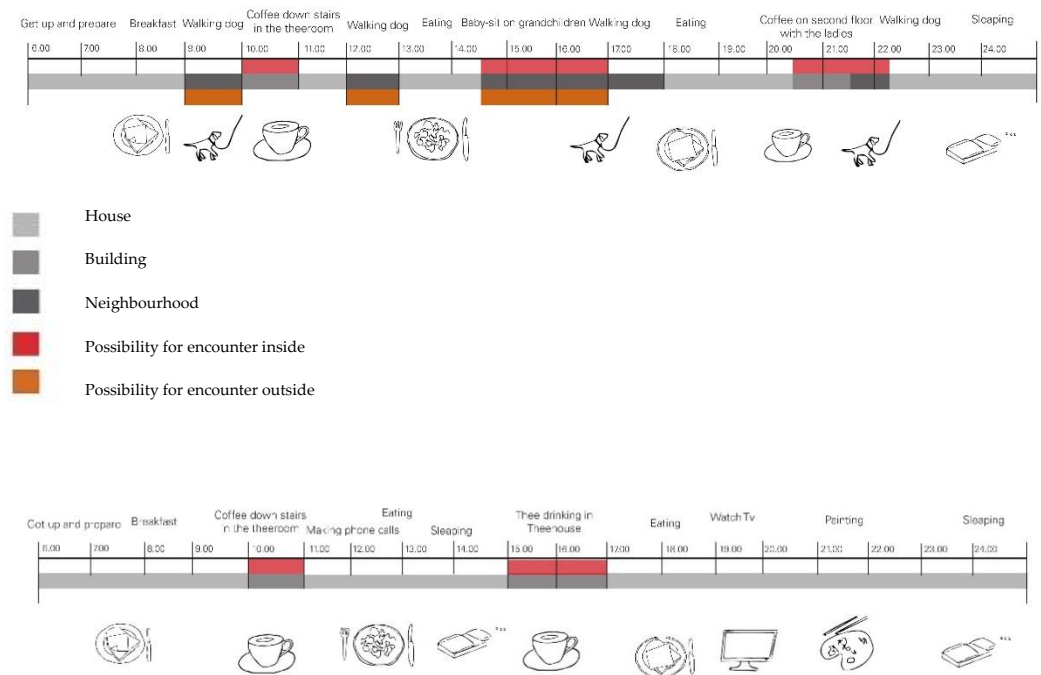 Get up and prepare Breakfast Walking dog Coffee down stairs
in the theeroom Walking dog Eating Baby-sit on grandchildren Walking dog Eating Coffee on second floor
with the ladies Walking dog Sleaping
6.00 7.00 8.00 9.00 10.00 11.00 12.00 13.00 14.00 15.00 16.00 17.00 18.00 19.00 20.00 21.00 22.00 23.00 24.00
House
Building
Neighbourhood
Possibility for encounter inside
Possibility for encounter outside
Got up and prepare Breakfast Coffee down stairs
in the theeroom Making phone calls Eating Sleaping Thee drinking in
Theehouse Eating Watch Tv Painting Sleaping
6.00 7.00 8.00 9.00 10.00 11.00 12.00 13.00 14.00 15.00 16.00 17.00 18.00 19.00 20.00 21.00 22.00 23.00 24.00